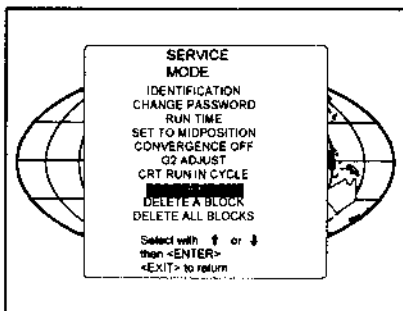 SERVICE
MODE
IDENTIFICATION
CHANGE PASSWORD
RUN TIME
SET TO MIDPOSITION
CONVERGENCE OFF
G2 ADJUST
CRT RUN IN CYCLE
DELETE A BLOCK
DELETE ALL BLOCKS
Select with ↑ or ↓
then <ENTER>
<EXIT> to return